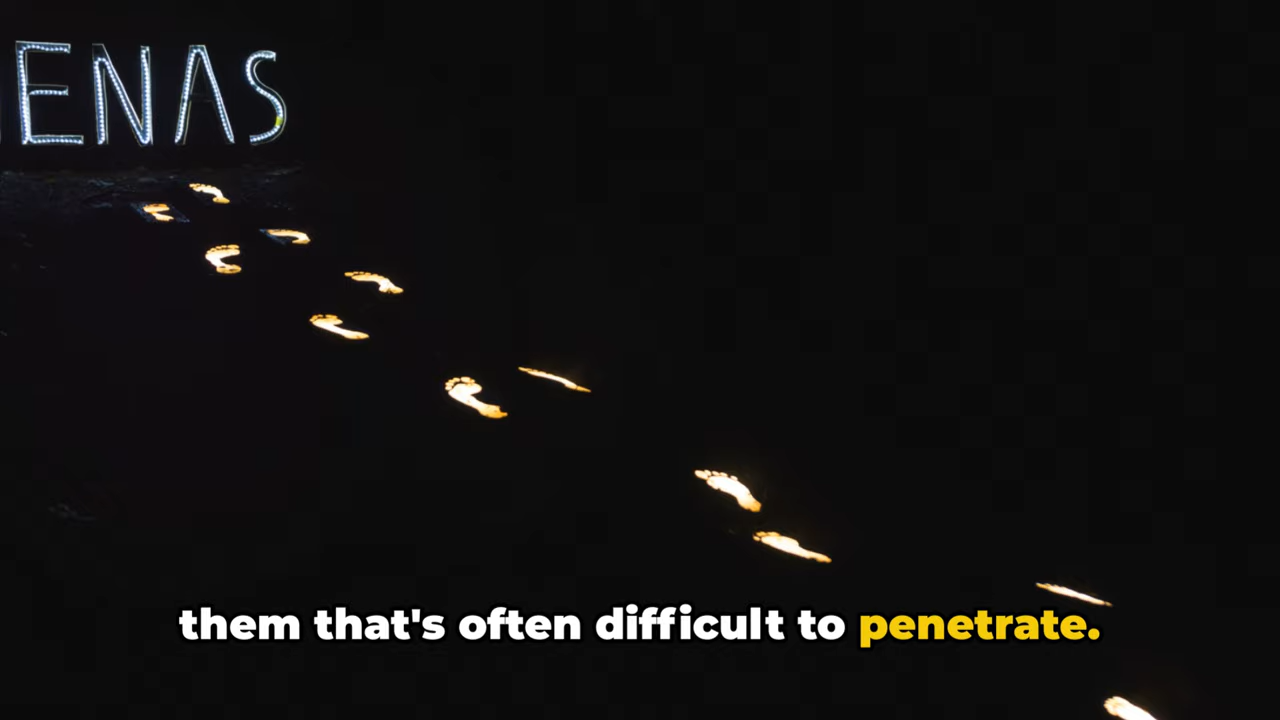 ENAS
them that's often difficult to penetrate.